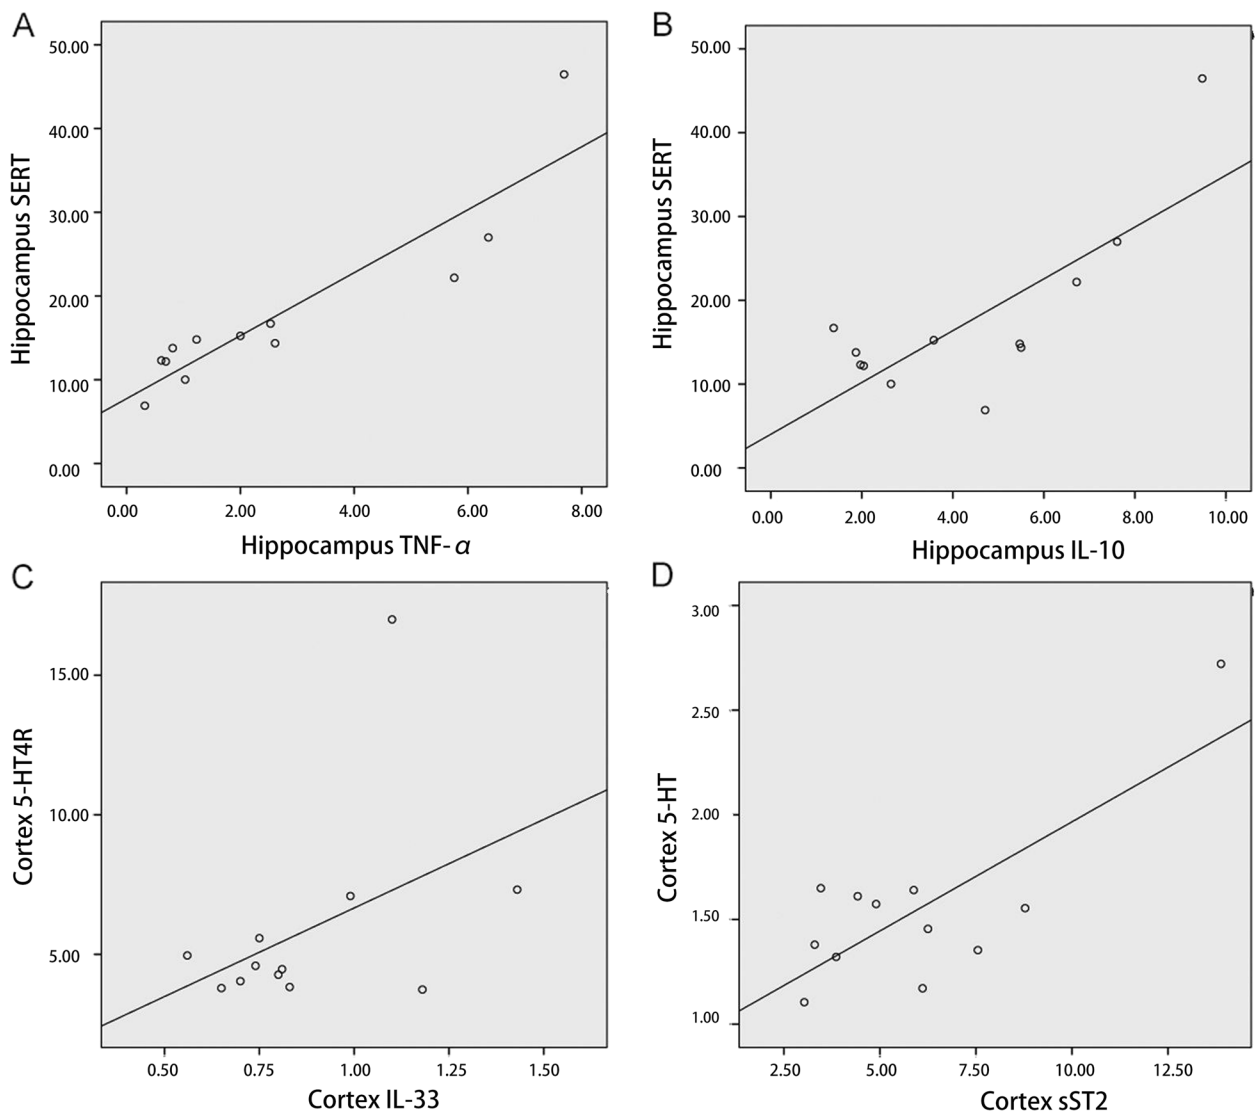 A
50.00
40.00
30.00
20.00
10.00
0.00
Hippocampus SERT
0.00 2.00 4.00 6.00 8.00
Hippocampus TNF-α
B
50.00
40.00
30.00
20.00
10.00
0.00
Hippocampus SERT
0.00 2.00 4.00 6.00 8.00 10.00
Hippocampus IL-10
C
15.00
10.00
5.00
Cortex 5-HT4R
0.50 0.75 1.00 1.25 1.50
Cortex IL-33
D
3.00
2.50
2.00
1.50
1.00
Cortex 5-HT
2.50 5.00 7.50 10.00 12.50
Cortex sST2